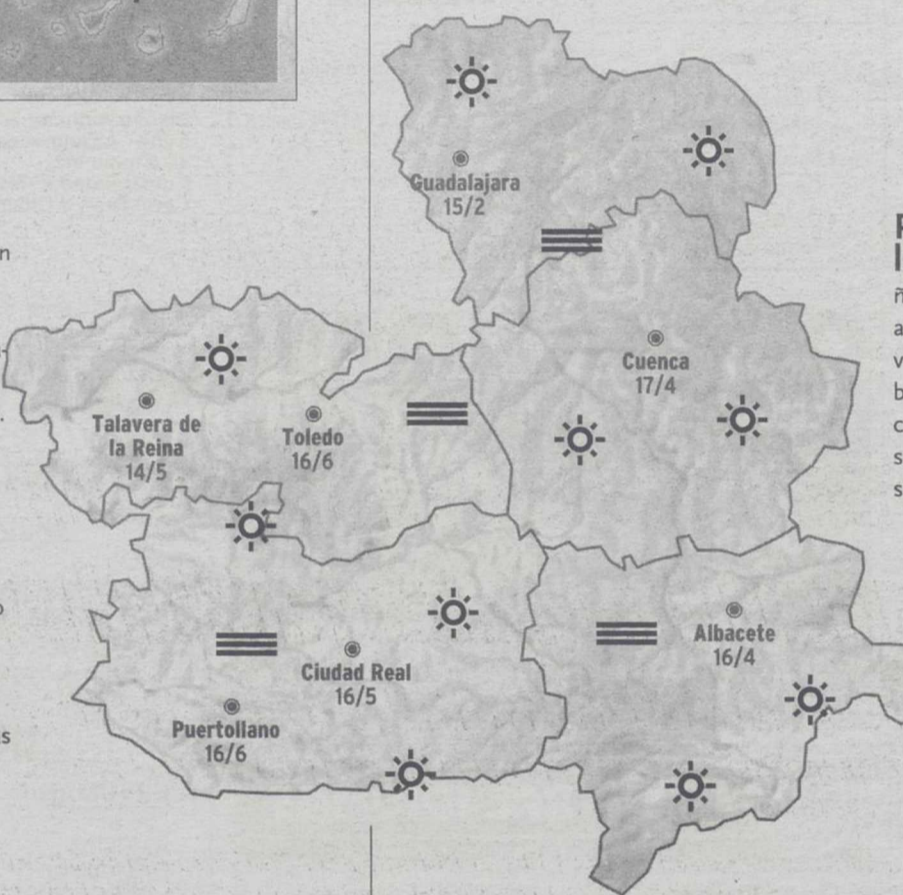 Guadalajara
15/2
Cuenca
17/4
Talavera de
la Reina
14/5
Toledo
16/6
Albacete
16/4
Ciudad Real
16/5
Puertollano
16/6